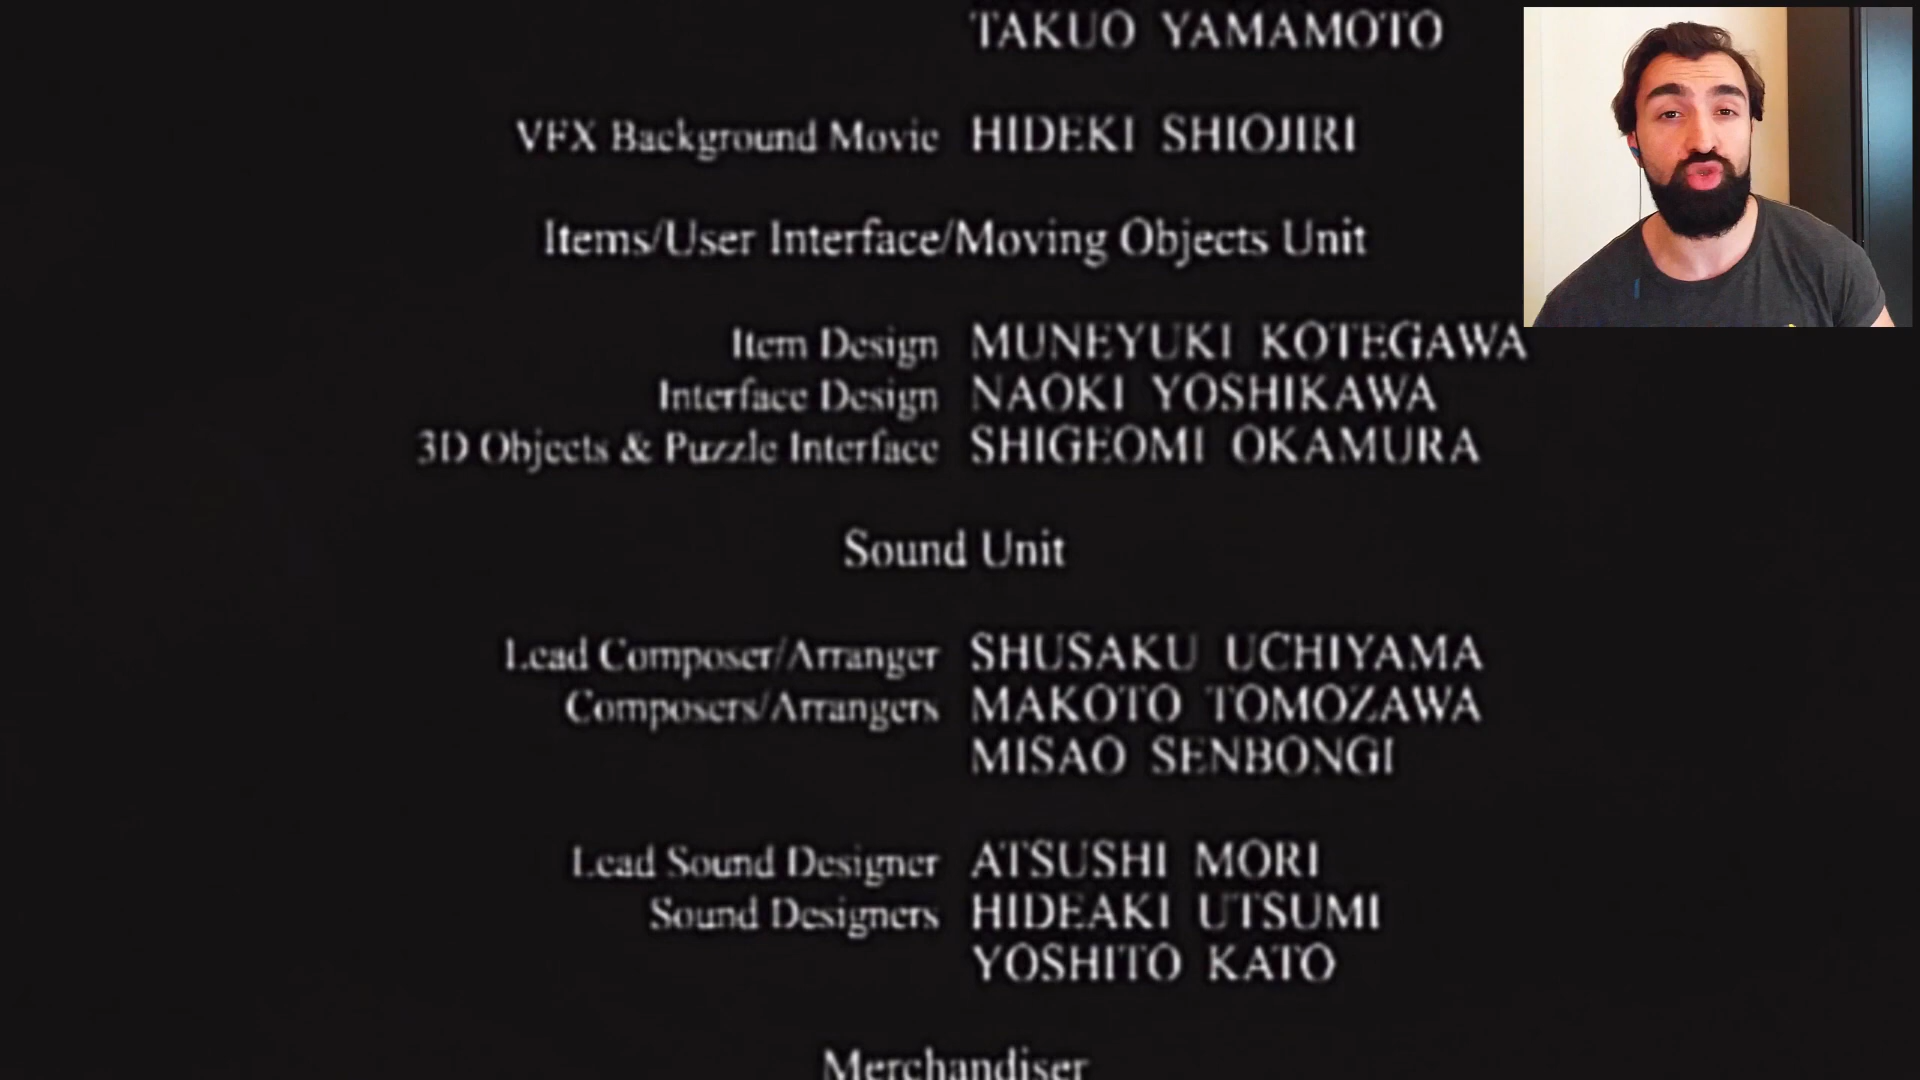 TAKUO YAMAMOTO
VFX Background Movie HIDEKI SHIOJIRI
Items/User Interface/Moving Objects Unit
Item Design MUNEYUKI KOTEGAWA
Interface Design NAOKI YOSHIKAWA
3D Objects & Puzzle Interface SHIGEOMI OKAMURA
Sound Unit
Lead Composer/Arranger SHUSAKU UCHIYAMA
Composers/Arrangers MAKOTO TOMOZAWA
MISAO SENBONGI
Lead Sound Designer ATSUSHI MORI
Sound Designers HIDEAKI UTSUMI
YOSHITO KATO
Merchandiser